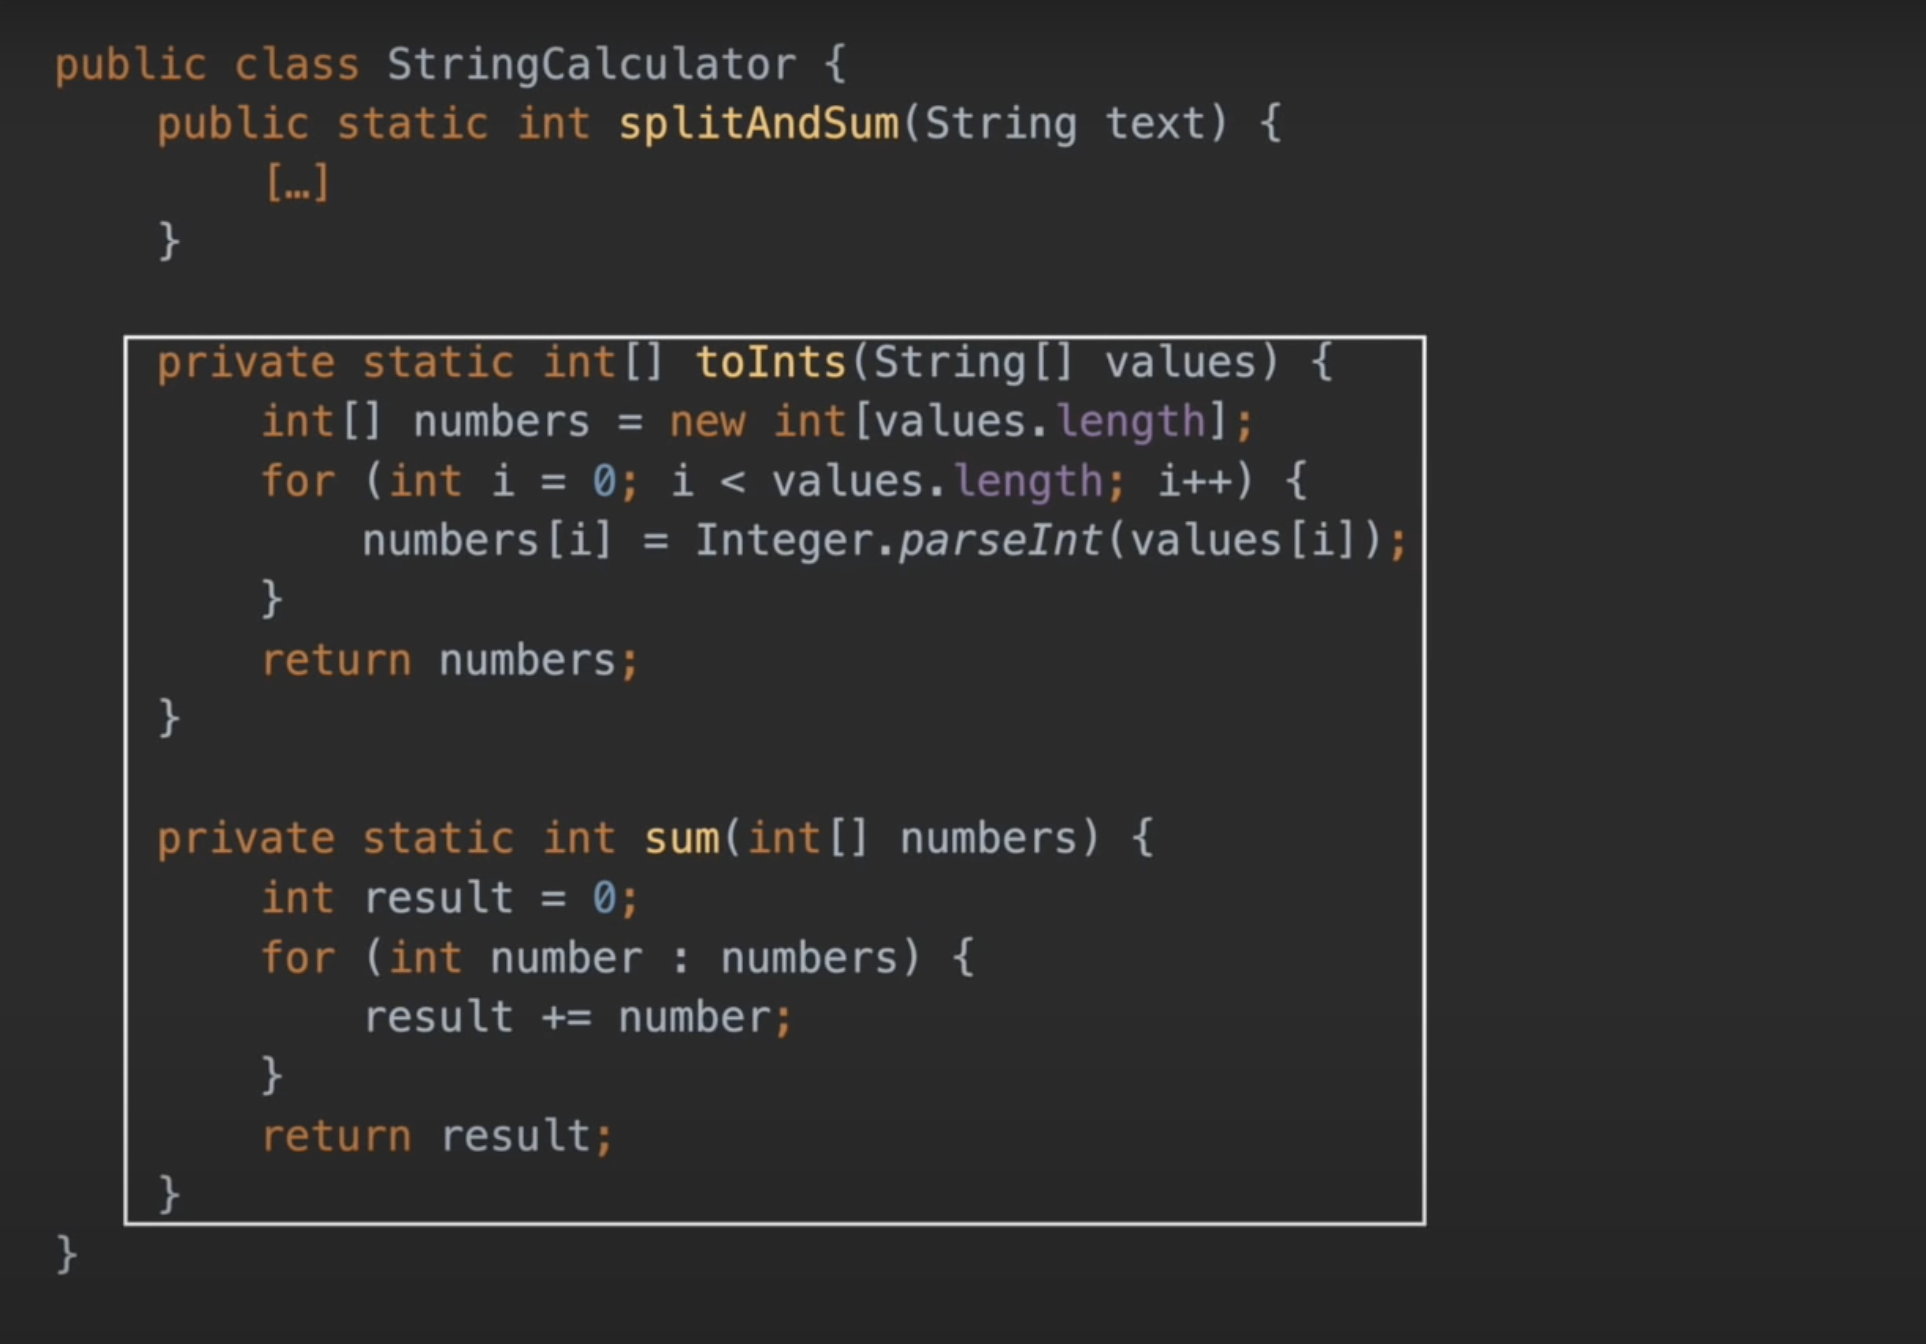 public class StringCalculator {
    public static int splitAndSum(String text) {
        […]
    }

    private static int[] toInts(String[] values) {
        int[] numbers = new int[values.length];
        for (int i = 0; i < values.length; i++) {
            numbers[i] = Integer.parseInt(values[i]);
        }
        return numbers;
    }

    private static int sum(int[] numbers) {
        int result = 0;
        for (int number : numbers) {
            result += number;
        }
        return result;
    }
}